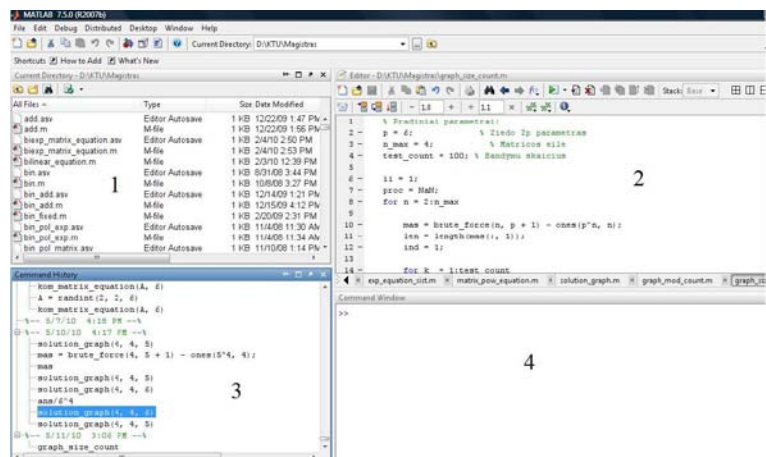 MATLAB 7.5.0 (R2007b)
File Edit Debug Distributed Desktop Window Help
Current Directory: D:\KTU\Magistras
Shortcuts How to Add What's New
Current Directory - D:\KTU\Magistras
All Files Type Size Date Modified
add.asv Editor Autosave 1 KB 12/22/09 1:47 PM
add.m M-file 1 KB 12/22/09 1:56 PM
biexp_matrix_equation.asv Editor Autosave 1 KB 2/4/10 2:50 PM
biexp_matrix_equation.m M-file 1 KB 2/4/10 2:53 PM
bilinear_equation.m M-file 1 KB 2/3/10 12:39 PM
bin.asv Editor Autosave 1 KB 8/31/08 3:44 PM
bin.m M-file 1 KB 10/8/08 3:27 PM
bin_add.asv Editor Autosave 1 KB 12/14/09 1:21 PM
bin_add.m M-file 1 KB 12/15/09 4:12 PM
bin_fixed.m M-file 1 KB 2/20/09 2:31 PM
bin_pol_exp.asv Editor Autosave 1 KB 11/4/08 11:30 AM
bin_pol_exp.m M-file 1 KB 11/4/08 11:34 AM
bin_pol_matrix.asv Editor Autosave 1 KB 11/10/08 1:14 PM
1
Editor - D:\KTU\Magistras\graph_size_count.m
Stack: Base
1.0 1.1
1 % Pradiniai parametrai:
2 p = 6; % Ziedo 2p parametras
3 n_max = 4; % Matricos eile
4 test_count = 100; % Bandymu skaicius
5
6 ii = 1;
7 proc = NaN;
8 for n = 2:n_max
9
10 mas = brute_force(n, p + 1) - ones(p^n, n);
11 len = length(mas(:, 1));
12 ind = 1;
13
14 for k = 1:test_count
2
exp_equation_sist.m matrix_pow_equation.m solution_graph.m graph_mod_count.m
Command History
kom_matrix_equation(A, 6)
A = randint(2, 2, 6)
kom_matrix_equation(A, 6)
%-- 5/7/10 4:18 PM --%
%-- 5/10/10 4:17 PM --%
solution_graph(4, 4, 5)
mas = brute_force(4, 5 + 1) - ones(5^4, 4);
mas
solution_graph(4, 4, 5)
solution_graph(4, 4, 6)
ans/6^4
solution_graph(4, 4, 6)
solution_graph(4, 4, 5)
%-- 5/11/10 3:06 PM --%
graph_size_count
3
Command Window
>>
4